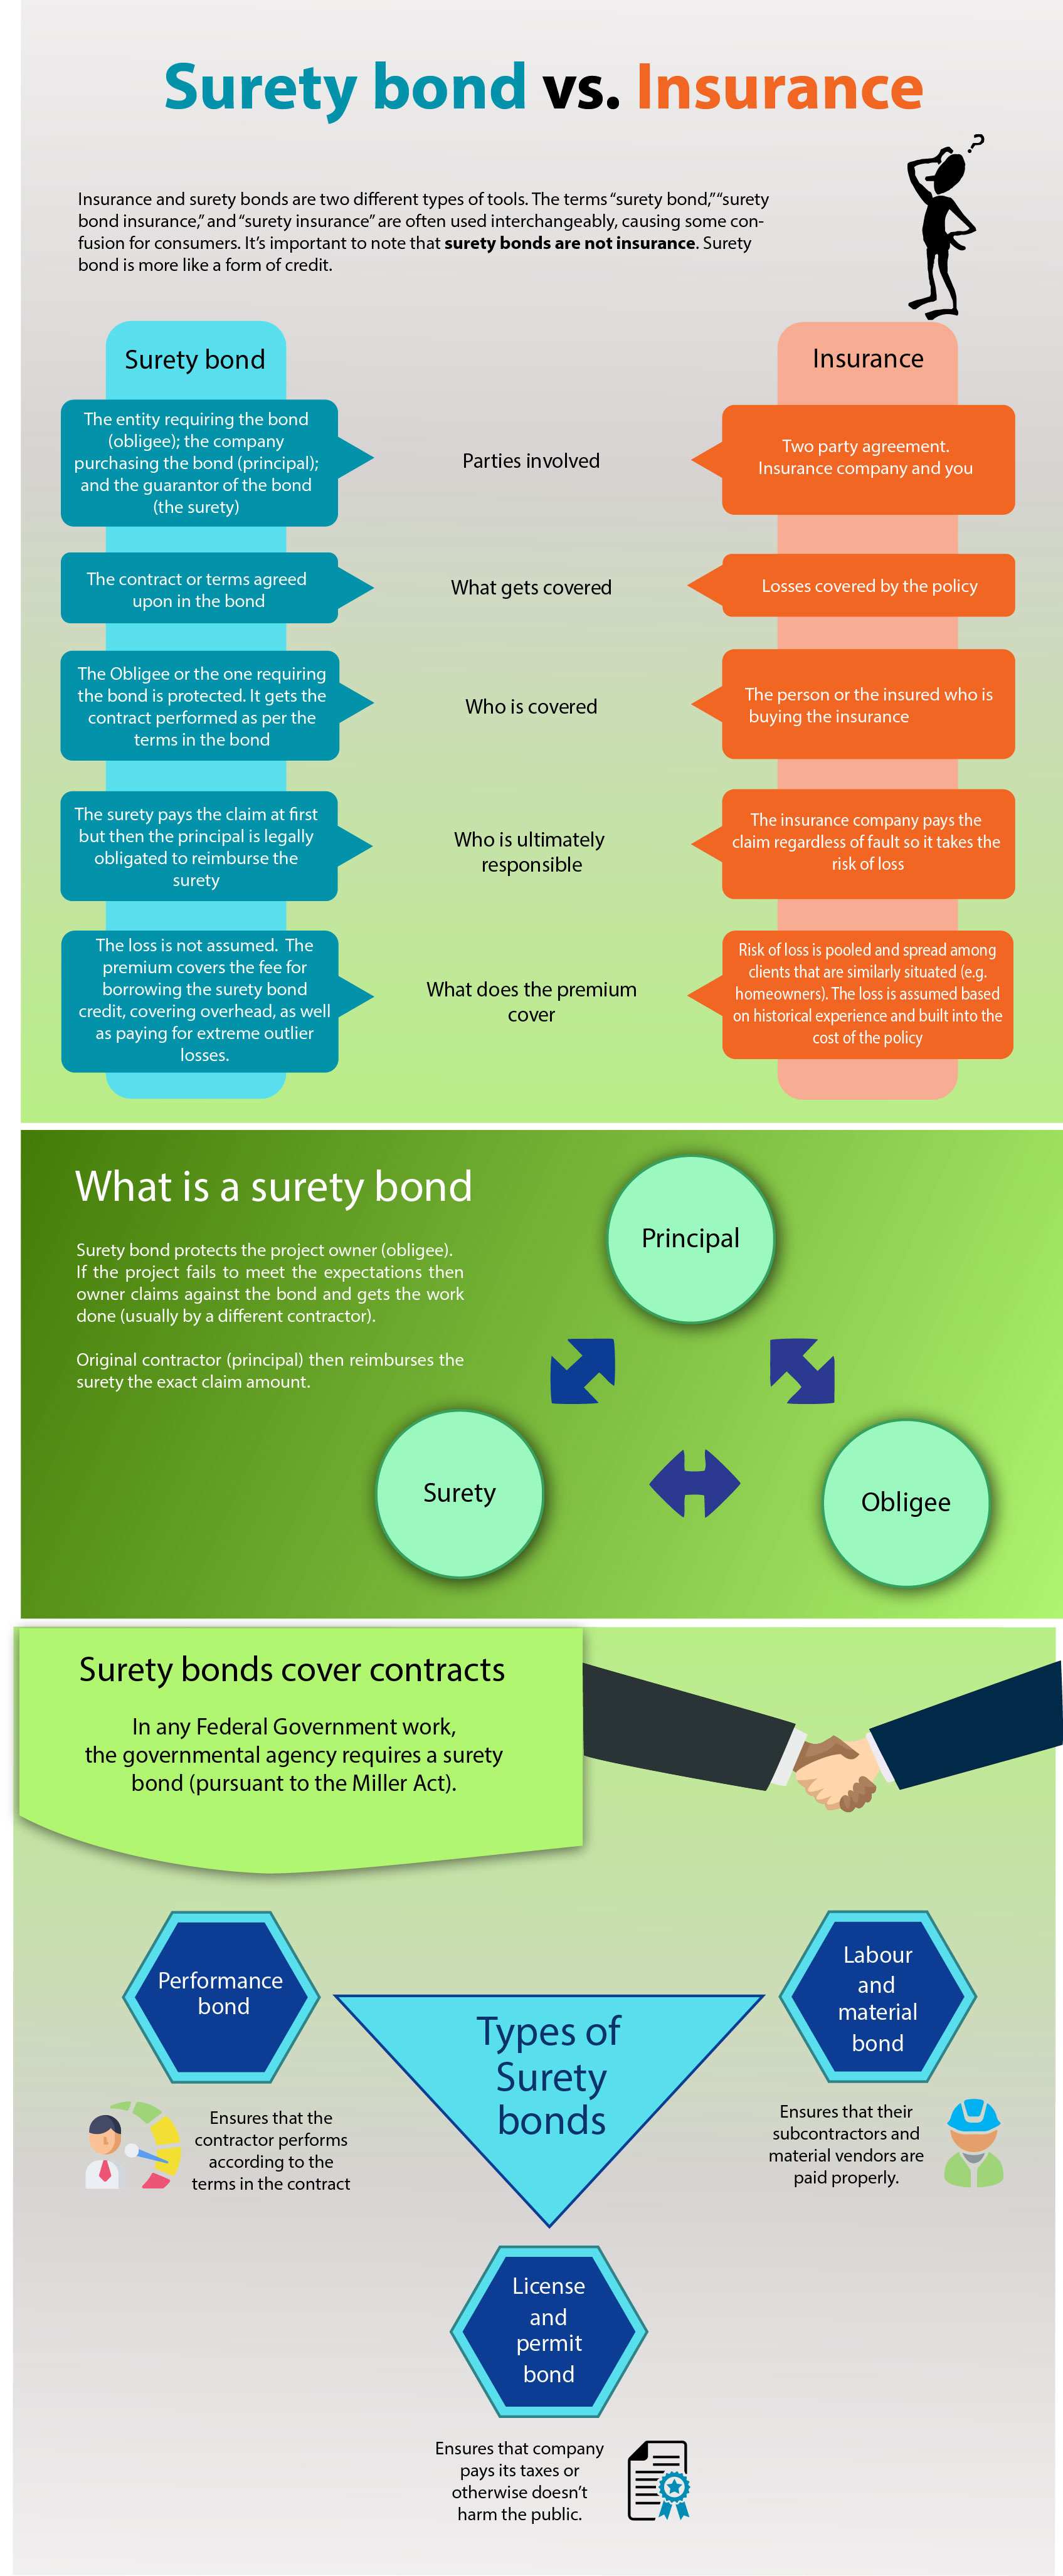 Surety bond vs. Insurance
?
Insurance and surety bonds are two different types of tools. The terms “surety bond,” “surety
bond insurance,” and “surety insurance” are often used interchangeably, causing some con-
fusion for consumers. It’s important to note that surety bonds are not insurance. Surety
bond is more like a form of credit.
Surety bond
Insurance
The entity requiring the bond
(obligee); the company
purchasing the bond (principal);
and the guarantor of the bond
(the surety)
Parties involved
Two party agreement.
Insurance company and you
The contract or terms agreed
upon in the bond
What gets covered
Losses covered by the policy
The Obligee or the one requiring
the bond is protected. It gets the
contract performed as per the
terms in the bond
Who is covered
The person or the insured who is
buying the insurance
The surety pays the claim at first
but then the principal is legally
obligated to reimburse the
surety
Who is ultimately
responsible
The insurance company pays the
claim regardless of fault so it takes the
risk of loss
The loss is not assumed. The
premium covers the fee for
borrowing the surety bond
credit, covering overhead, as well
as paying for extreme outlier
losses.
What does the premium
cover
Risk of loss is pooled and spread among
clients that are similarly situated (e.g.
homeowners). The loss is assumed based
on historical experience and built into the
cost of the policy
What is a surety bond
Surety bond protects the project owner (obligee).
If the project fails to meet the expectations then
owner claims against the bond and gets the work
done (usually by a different contractor).
Original contractor (principal) then reimburses the
surety the exact claim amount.
Principal
Surety
Obligee
Surety bonds cover contracts
In any Federal Government work,
the governmental agency requires a surety
bond (pursuant to the Miller Act).
Performance
bond
Ensures that the
contractor performs
according to the
terms in the contract
Types of
Surety
bonds
Labour
and
material
bond
Ensures that their
subcontractors and
material vendors are
paid properly.
License
and
permit
bond
Ensures that company
pays its taxes or
otherwise doesn’t
harm the public.